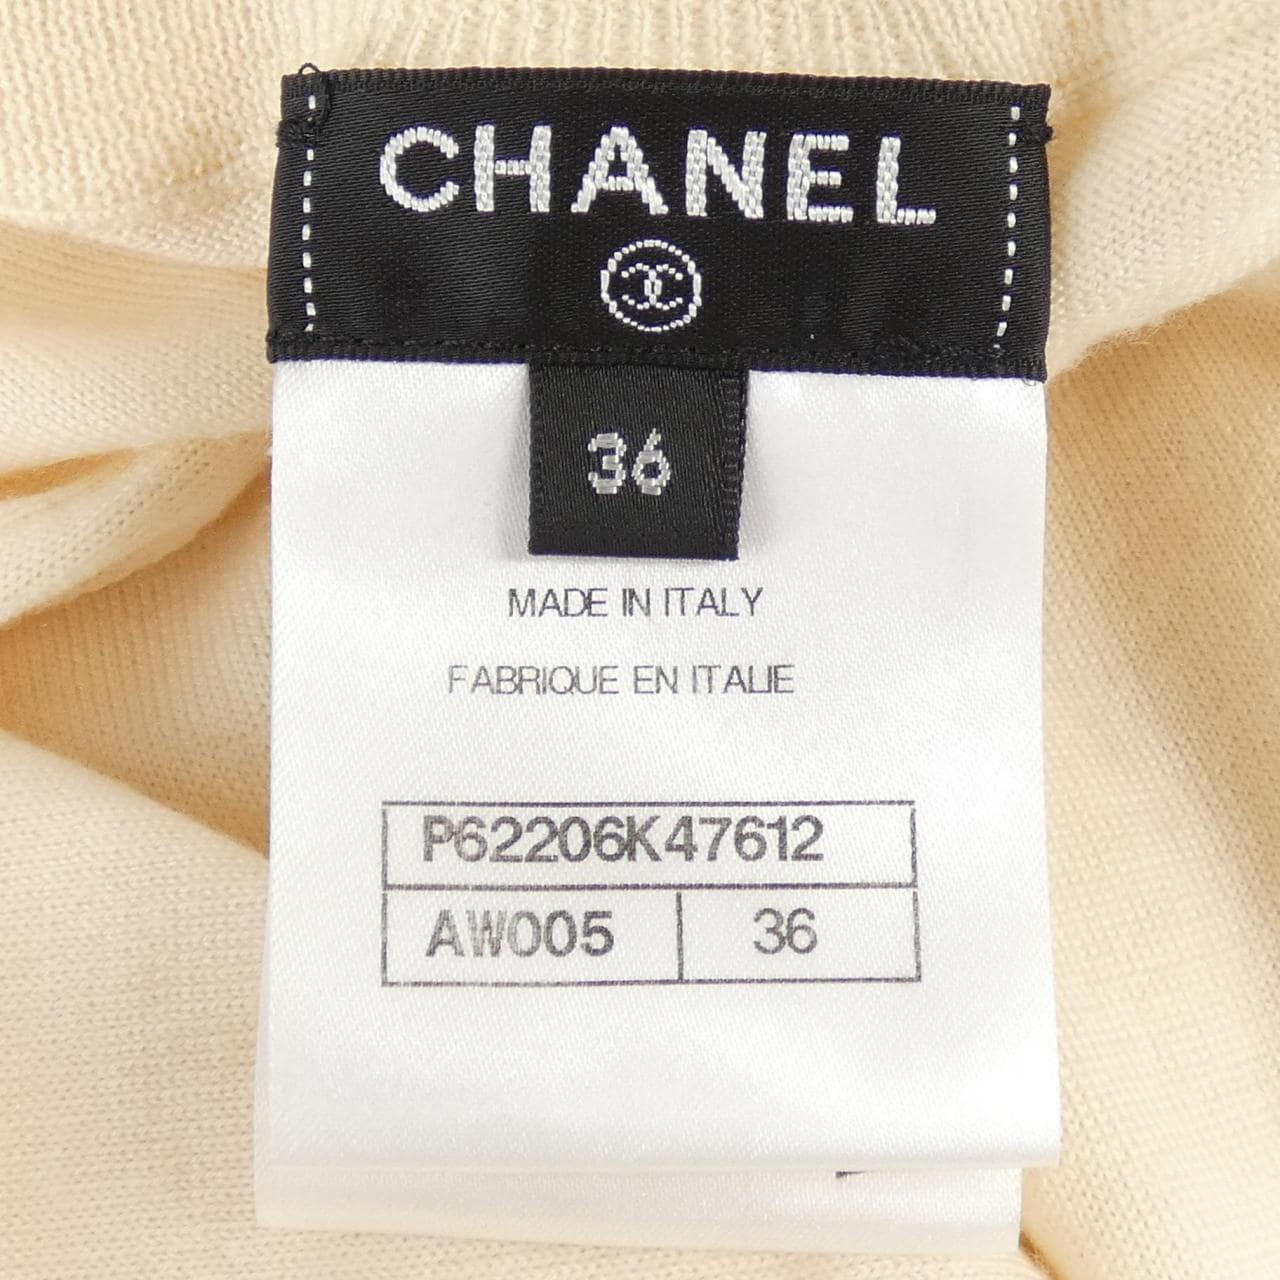 CHANEL
36
MADE IN ITALY
FABRIQUE EN ITALIE
P62206K47612
AW005 36